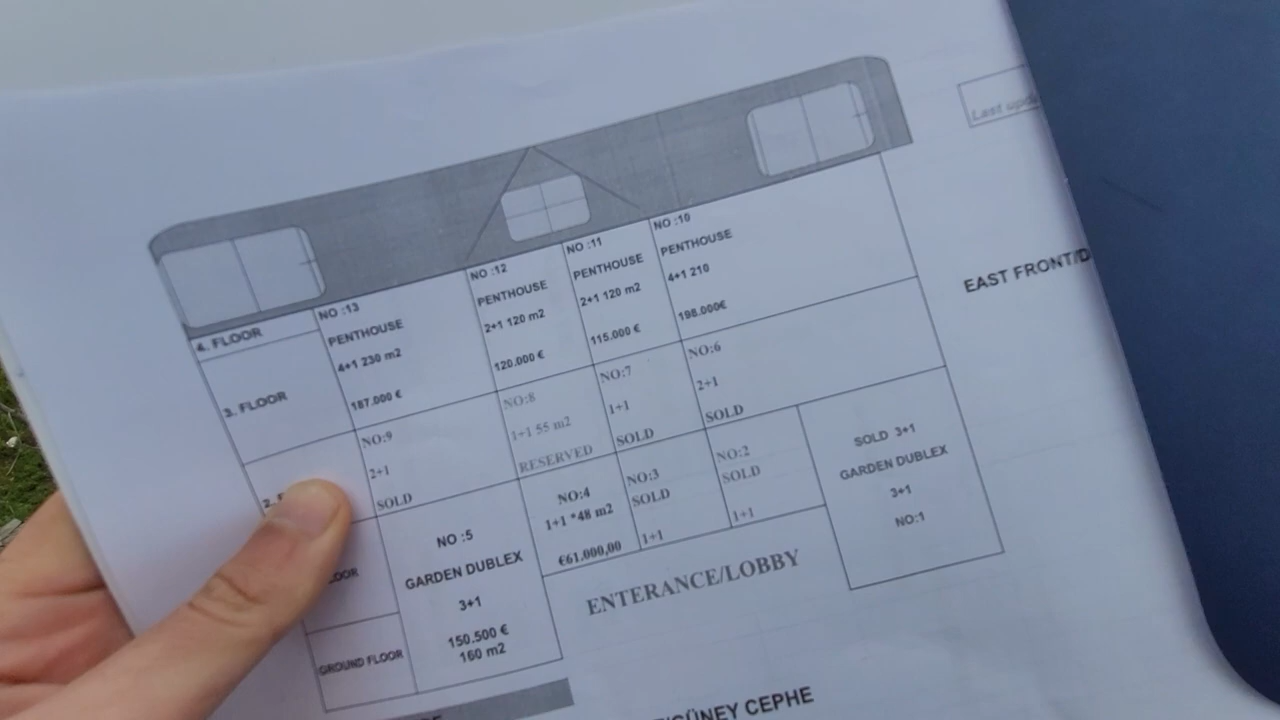 Last
EAST FRONT/D
4. FLOOR
3. FLOOR
NO :13
PENTHOUSE
4+1 230 m2
187.000 €
NO :12
PENTHOUSE
2+1 120 m2
120.000 €
NO :11
PENTHOUSE
2+1 120 m2
115.000 €
NO :10
PENTHOUSE
4+1 210
198.000€
2.
NO:9
2+1
SOLD
NO:8
1+1 55 m2
RESERVED
NO:7
1+1
SOLD
NO:6
2+1
SOLD
NO :5
GARDEN DUBLEX
3+1
150.500 €
160 m2
NO:4
1+1 *48 m2
€61.000,00
NO:3
SOLD
1+1
NO:2
SOLD
1+1
SOLD 3+1
GARDEN DUBLEX
3+1
NO:1
GROUND FLOOR
ENTERANCE/LOBBY
GÜNEY CEPHE